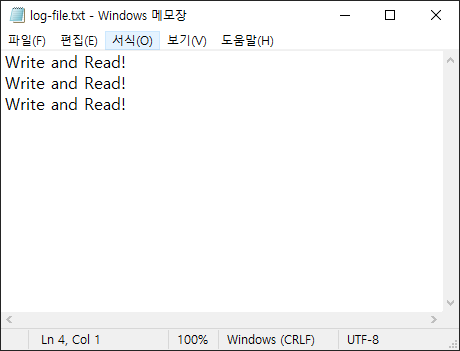 log-file.txt - Windows 메모장
파일(F) 편집(E) 서식(O) 보기(V) 도움말(H)
Write and Read!
Write and Read!
Write and Read!
Ln 4, Col 1 100% Windows (CRLF) UTF-8